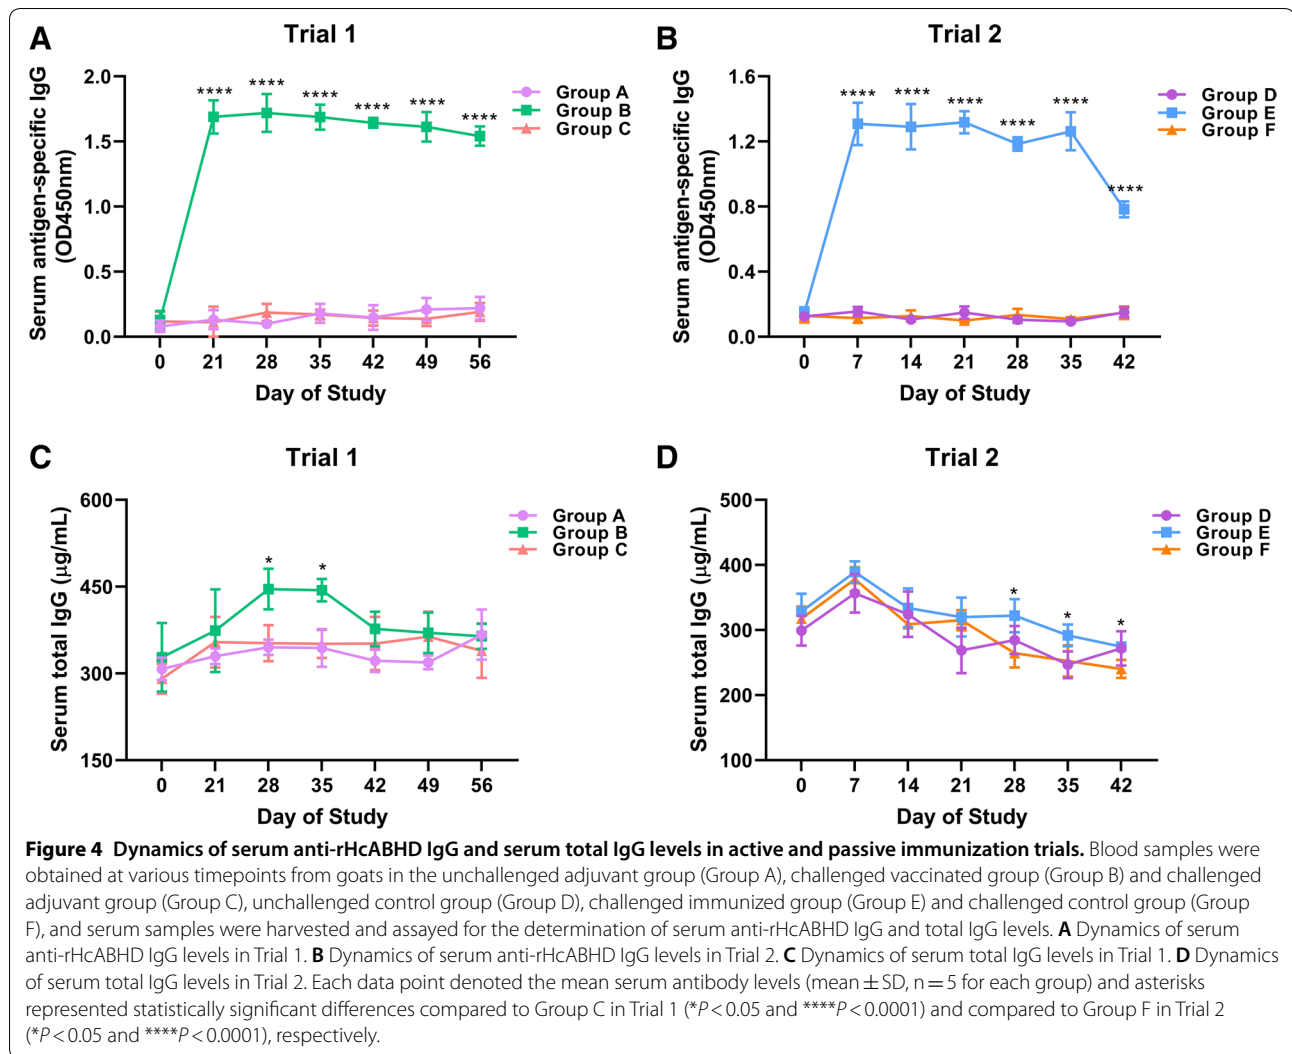 A
Trial 1
Serum antigen-specific IgG
(OD450nm)
2.0
1.5
1.0
0.5
0.0
**** **** **** **** **** ****
0 21 28 35 42 49 56
Day of Study
Group A
Group B
Group C
B
Trial 2
Serum antigen-specific IgG
(OD450nm)
1.6
1.2
0.8
0.4
0.0
**** **** **** **** **** ****
0 7 14 21 28 35 42
Day of Study
Group D
Group E
Group F
C
Trial 1
Serum total IgG (μg/mL)
600
450
300
150
* *
0 21 28 35 42 49 56
Day of Study
Group A
Group B
Group C
D
Trial 2
Serum total IgG (μg/mL)
500
400
300
200
100
* * *
0 7 14 21 28 35 42
Day of Study
Group D
Group E
Group F
Figure 4 Dynamics of serum anti-rHcABHD IgG and serum total IgG levels in active and passive immunization trials. Blood samples were
obtained at various timepoints from goats in the unchallenged adjuvant group (Group A), challenged vaccinated group (Group B) and challenged
adjuvant group (Group C), unchallenged control group (Group D), challenged immunized group (Group E) and challenged control group (Group
F), and serum samples were harvested and assayed for the determination of serum anti-rHcABHD IgG and total IgG levels. A Dynamics of serum
anti-rHcABHD IgG levels in Trial 1. B Dynamics of serum anti-rHcABHD IgG levels in Trial 2. C Dynamics of serum total IgG levels in Trial 1. D Dynamics
of serum total IgG levels in Trial 2. Each data point denoted the mean serum antibody levels (mean ± SD, n = 5 for each group) and asterisks
represented statistically significant differences compared to Group C in Trial 1 (*P < 0.05 and ****P < 0.0001) and compared to Group F in Trial 2
(*P < 0.05 and ****P < 0.0001), respectively.